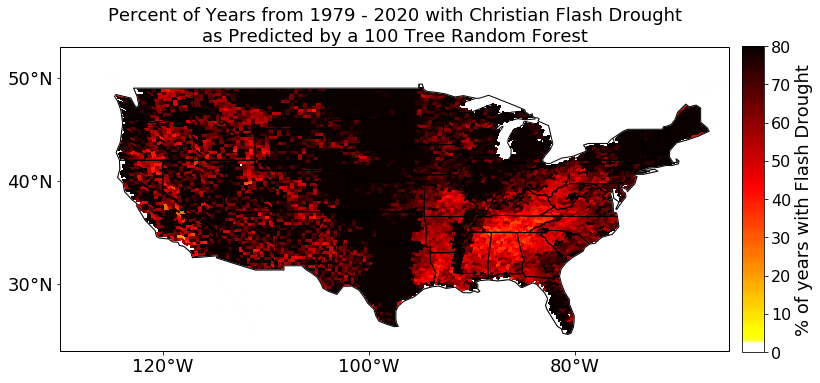 Percent of Years from 1979 - 2020 with Christian Flash Drought
as Predicted by a 100 Tree Random Forest
50°N
40°N
30°N
120°W
100°W
80°W
80
70
60
50
40
30
20
10
0
% of years with Flash Drought